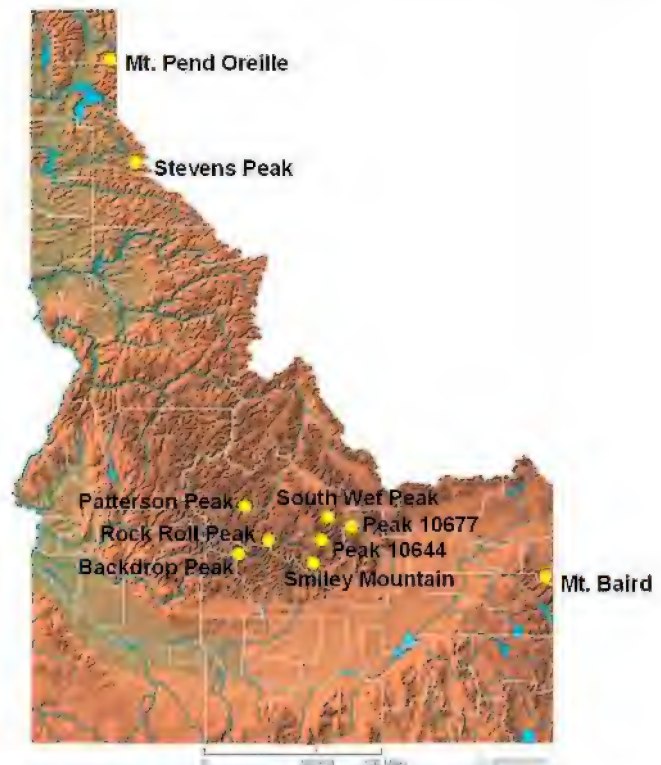 Mt. Pend Oreille
Stevens Peak
Patterson Peak
South Wet Peak
Peak 10677
Rock Roll Peak
Peak 10644
Backdrop Peak
Smiley Mountain
Mt. Baird